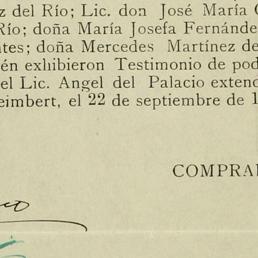 z del Río; Lic. don José María
Río; doña María Josefa Fernánde
tes; doña Mercedes Martínez de
én exhibieron Testimonio de pod
el Lic. Angel del Palacio extend
eimbert, el 22 de septiembre de 1
COMPRA